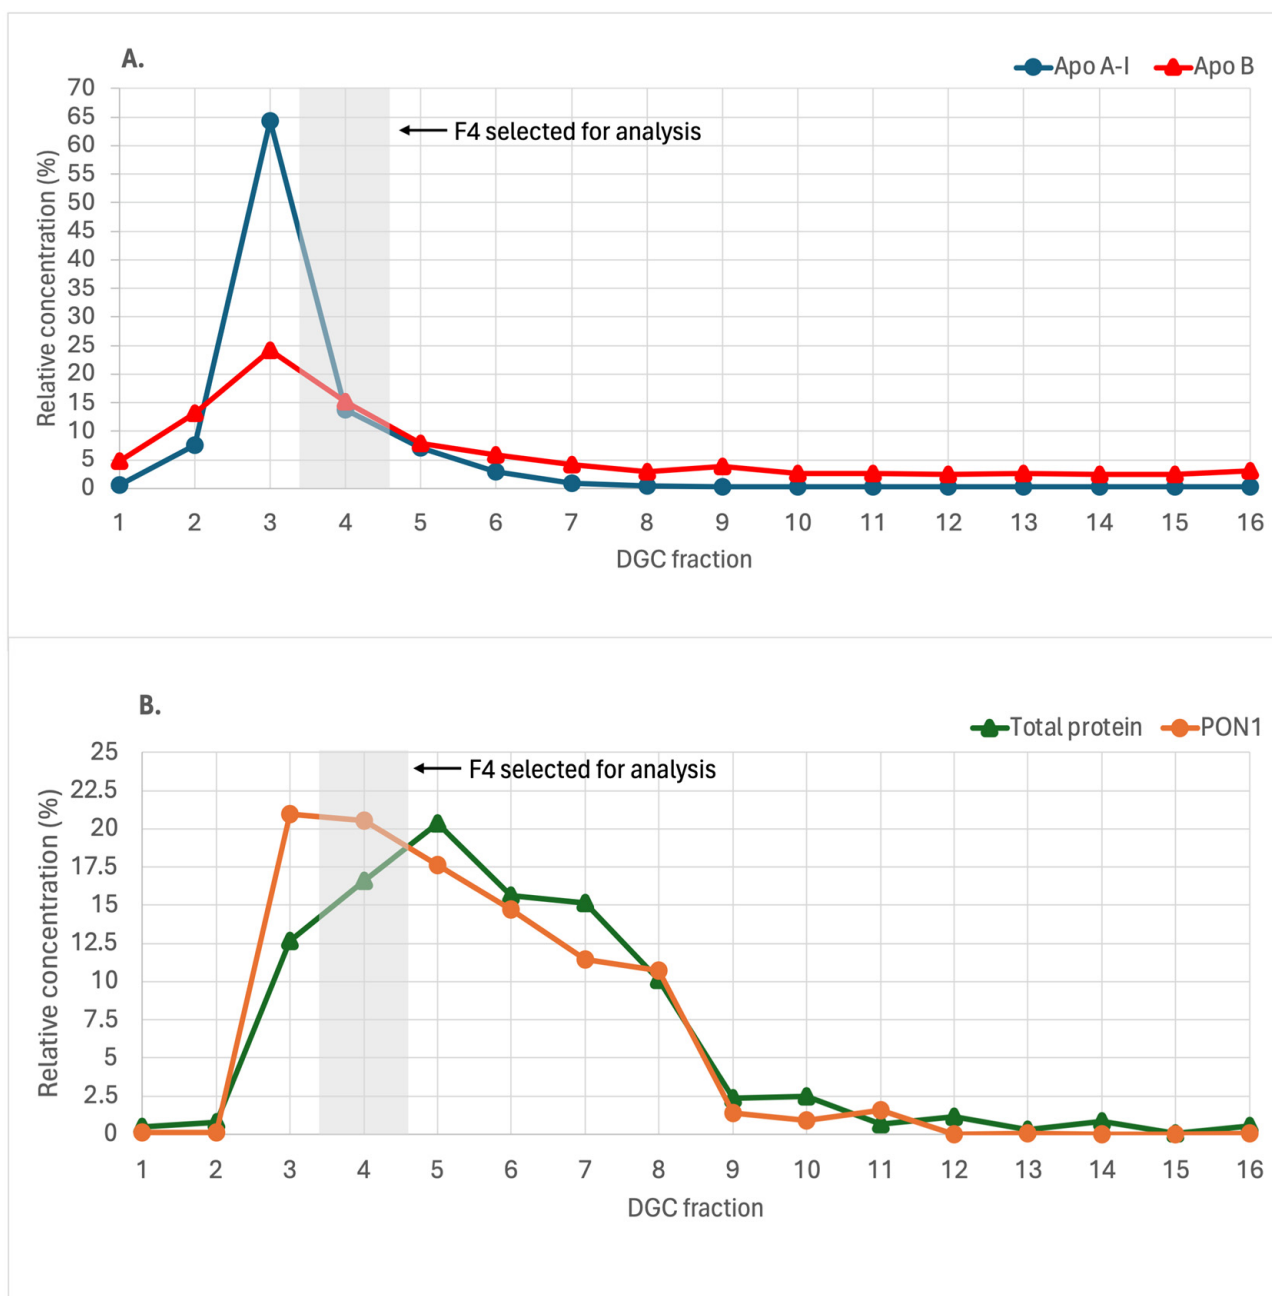 A.
Apo A-I Apo B
70
65
60
55
50
45
40
35
30
25
20
15
10
5
0
Relative concentration (%)
F4 selected for analysis
1 2 3 4 5 6 7 8 9 10 11 12 13 14 15 16
DGC fraction
B.
Total protein PON1
25
22.5
20
17.5
15
12.5
10
7.5
5
2.5
0
Relative concentration (%)
F4 selected for analysis
1 2 3 4 5 6 7 8 9 10 11 12 13 14 15 16
DGC fraction